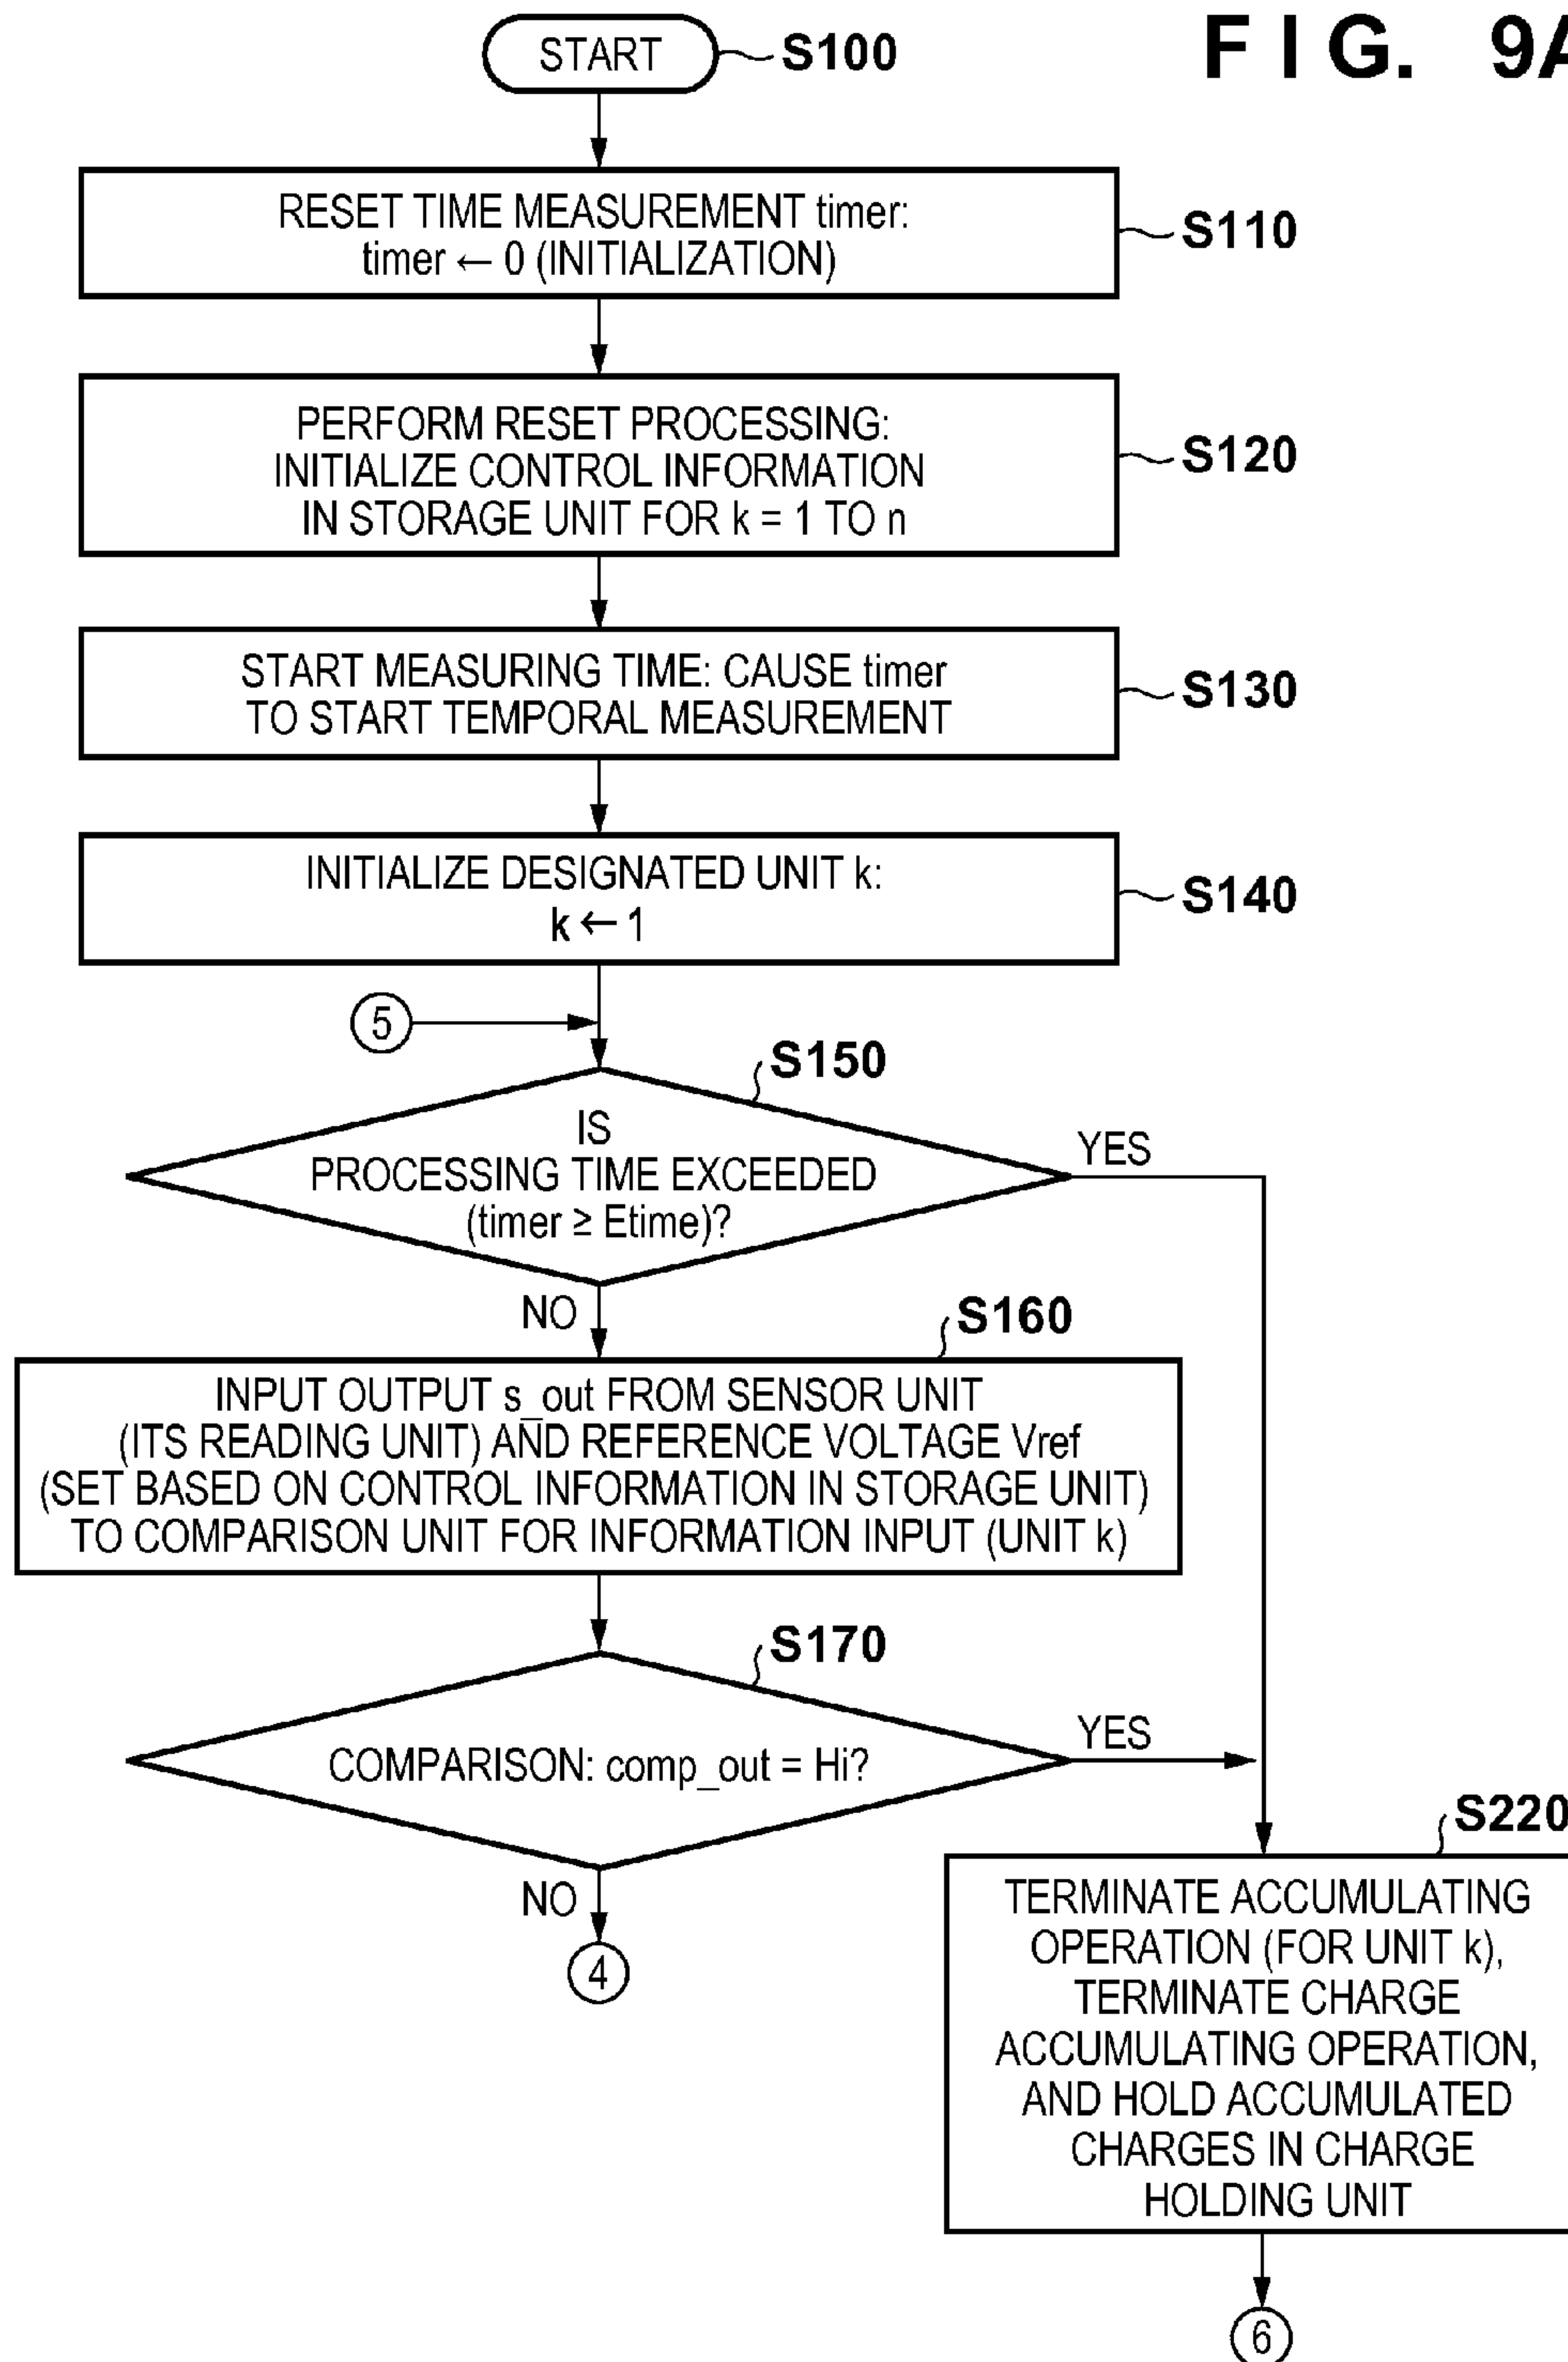 START
S100
F I G. 9A
RESET TIME MEASUREMENT timer:
timer ← 0 (INITIALIZATION)
S110
PERFORM RESET PROCESSING:
INITIALIZE CONTROL INFORMATION
IN STORAGE UNIT FOR k = 1 TO n
S120
START MEASURING TIME: CAUSE timer
TO START TEMPORAL MEASUREMENT
S130
INITIALIZE DESIGNATED UNIT k:
k ← 1
S140
5
S150
IS
PROCESSING TIME EXCEEDED
(timer ≥ Etime)?
YES
NO
S160
INPUT OUTPUT s_out FROM SENSOR UNIT
(ITS READING UNIT) AND REFERENCE VOLTAGE Vref
(SET BASED ON CONTROL INFORMATION IN STORAGE UNIT)
TO COMPARISON UNIT FOR INFORMATION INPUT (UNIT k)
S170
COMPARISON: comp_out = Hi?
YES
NO
4
S220
TERMINATE ACCUMULATING
OPERATION (FOR UNIT k),
TERMINATE CHARGE
ACCUMULATING OPERATION,
AND HOLD ACCUMULATED
CHARGES IN CHARGE
HOLDING UNIT
6